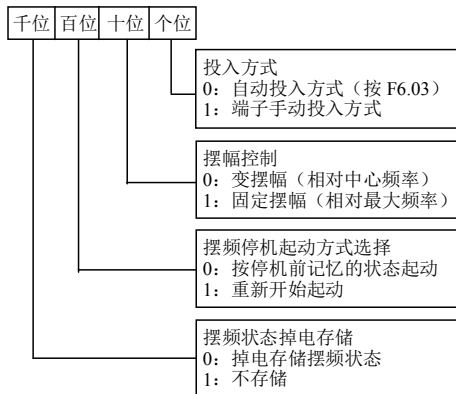 千位 百位 十位 个位
投入方式
0：自动投入方式（按 F6.03）
1：端子手动投入方式
摆幅控制
0：变摆幅（相对中心频率）
1：固定摆幅（相对最大频率）
摆频停机起动方式选择
0：按停机前记忆的状态起动
1：重新开始起动
摆频状态掉电存储
0：掉电存储摆频状态
1：不存储